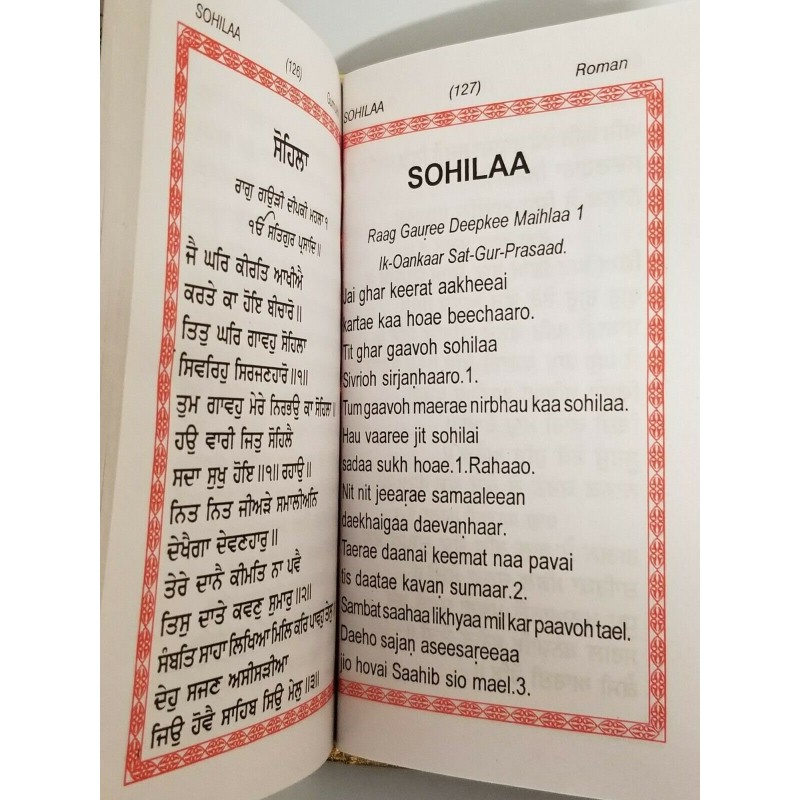 SOHILAA
(126)
ਸੋਹਿਲਾ
ਰਾਗੁ ਗਉੜੀ ਦੀਪਕੀ ਮਹਲਾ ੧
ੴ ਸਤਿਗੁਰ ਪ੍ਰਸਾਦਿ॥
ਜੈ ਘਰਿ ਕੀਰਤਿ ਆਖੀਐ
ਕਰਤੇ ਕਾ ਹੋਇ ਬੀਚਾਰੋ॥
ਤਿਤੁ ਘਰਿ ਗਾਵਹੁ ਸੋਹਿਲਾ
ਸਿਵਰਿਹੁ ਸਿਰਜਣਹਾਰੋ॥੧॥
ਤੁਮ ਗਾਵਹੁ ਮੇਰੇ ਨਿਰਭਉ ਕਾ ਸੋਹਿਲਾ॥
ਹਉ ਵਾਰੀ ਜਿਤੁ ਸੋਹਿਲੈ
ਸਦਾ ਸੁਖੁ ਹੋਇ॥੧॥ ਰਹਾਉ॥
ਨਿਤ ਨਿਤ ਜੀਅੜੇ ਸਮਾਲੀਅਨਿ
ਦੇਖੈਗਾ ਦੇਵਣਹਾਰੁ॥
ਤੇਰੇ ਦਾਨੈ ਕੀਮਤਿ ਨਾ ਪਵੈ
ਤਿਸੁ ਦਾਤੇ ਕਵਣੁ ਸੁਮਾਰੁ॥੨॥
ਸੰਬਤਿ ਸਾਹਾ ਲਿਖਿਆ ਮਿਲਿ ਕਰਿ ਪਾਵਹੁ ਤੇਲੁ
ਦੇਹੁ ਸਜਣ ਅਸੀਸੜੀਆ
ਜਿਉ ਹੋਵੈ ਸਾਹਿਬ ਸਿਉ ਮੇਲੁ॥੩॥
SOHILAA
(127)
Roman
SOHILAA
Raag Gauṛee Deepkee Maihlaa 1
Ik-Oankaar Sat-Gur-Prasaad.
Jai ghar keerat aakheeai
kartae kaa hoae beechaaro.
Tit ghar gaavoh sohilaa
Sivrioh sirjaṇhaaro.1.
Tum gaavoh maerae nirbhau kaa sohilaa.
Hau vaaree jit sohilai
sadaa sukh hoae.1.Rahaao.
Nit nit jeeaṛae samaaleean
daekhaigaa daevaṇhaar.
Taerae daanai keemat naa pavai
tis daatae kavaṇ sumaar.2.
Sambat saahaa likhyaa mil kar paavoh tael.
Daeho sajaṇ aseesaṛeeaa
jio hovai Saahib sio mael.3.